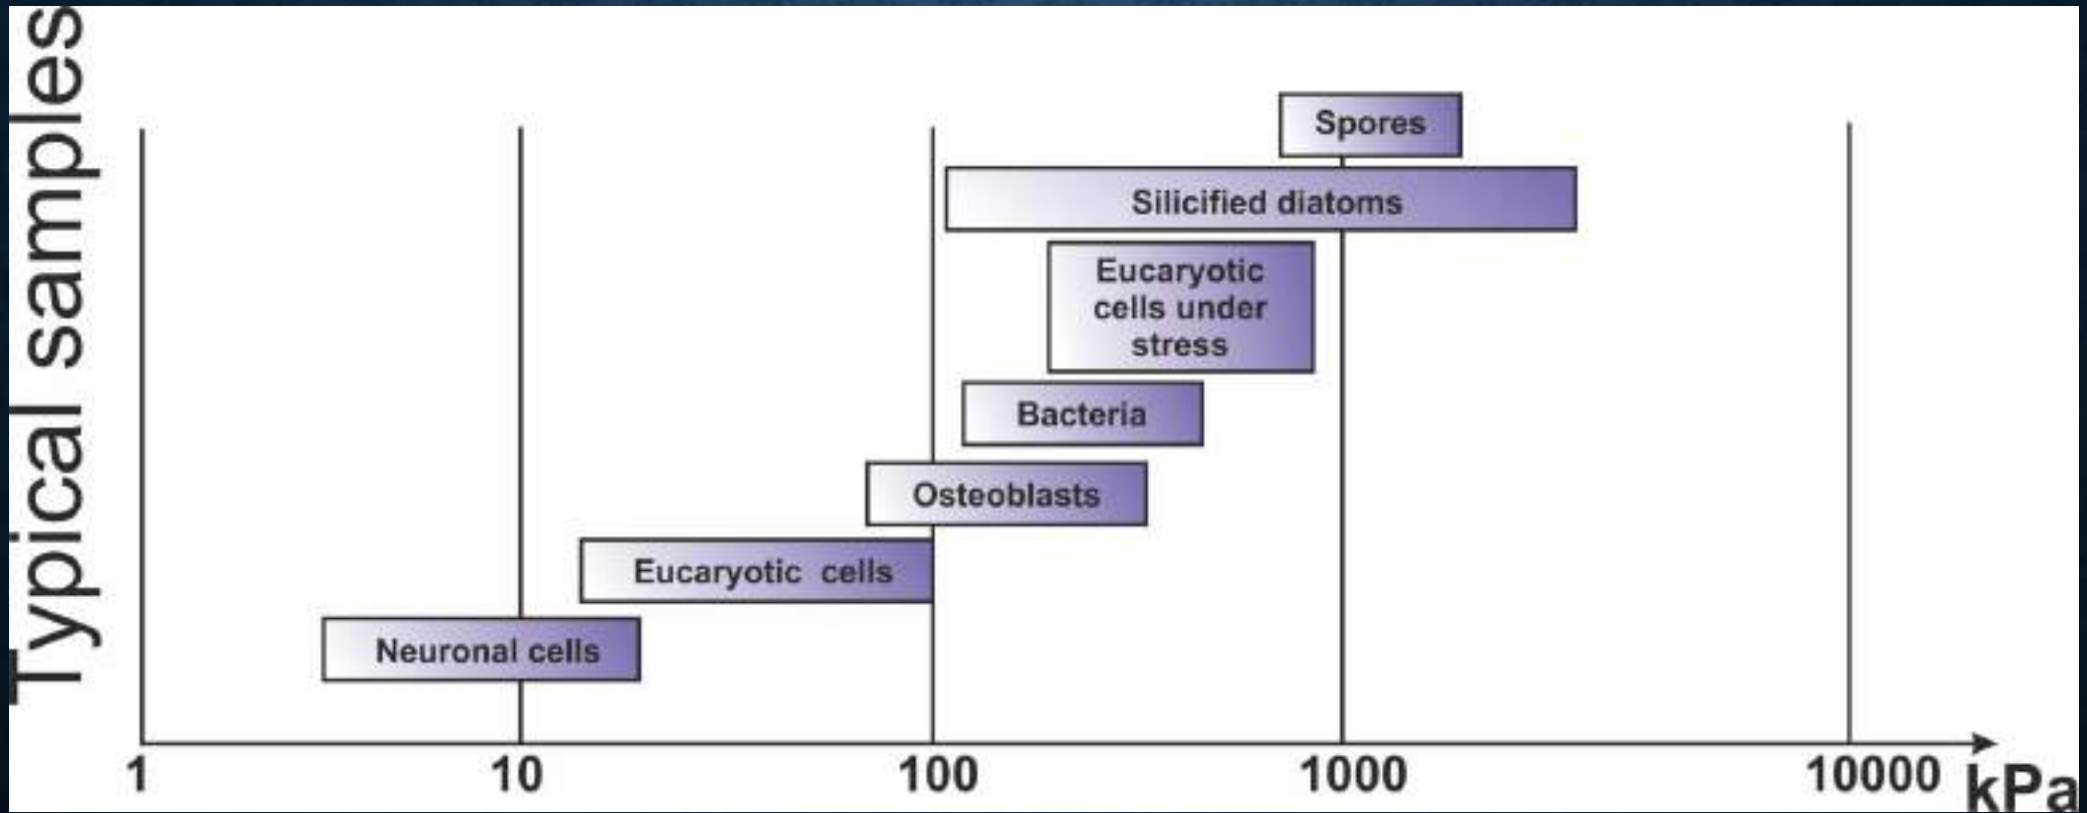 Typical samples
Spores
Silicified diatoms
Eucaryotic
cells under
stress
Bacteria
Osteoblasts
Eucaryotic cells
Neuronal cells
1 10 100 1000 10000 kPa